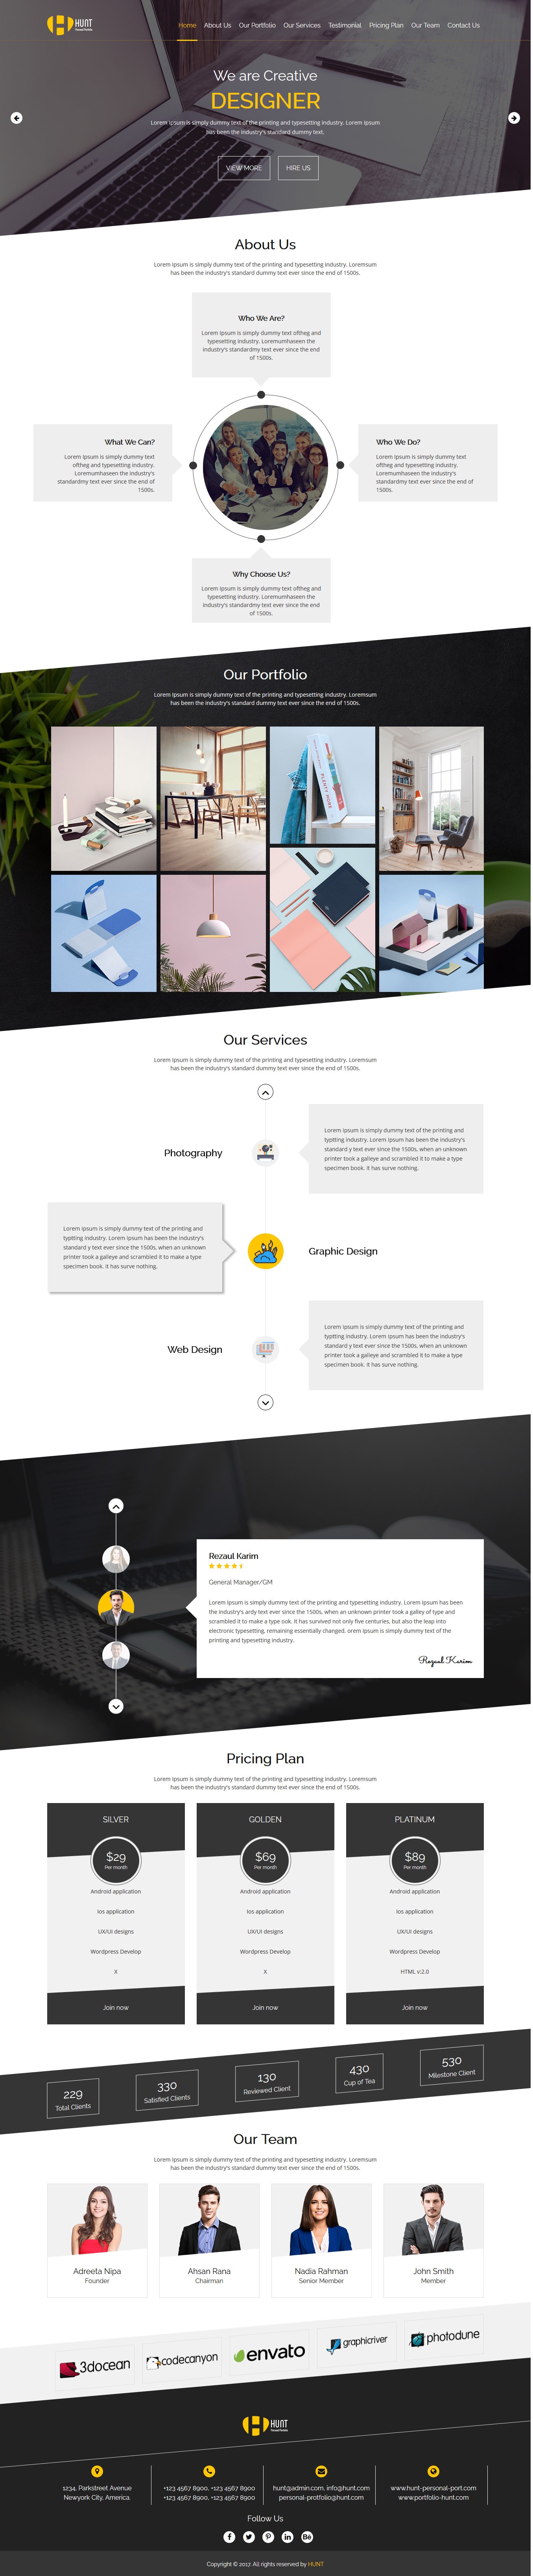 HUNT
Home About Us Our Portfolio Our Services Testimonial Pricing Plan Our Team Contact Us
We are Creative
DESIGNER
Lorem Ipsum is simply dummy text of the printing and typesetting industry. Lorem Ipsum
has been the industry's standard dummy text.
VIEW MORE HIRE US
About Us
Lorem Ipsum is simply dummy text of the printing and typesetting industry. Loremsum
has been the industry's standard dummy text ever since the end of 1500s.
Who We Are?
Lorem Ipsum is simply dummy text oftheg and
typesetting industry. Loremumhaseen the
industry's standardmy text ever since the end
of 1500s.
What We Can?
Lorem Ipsum is simply dummy text
oftheg and typesetting industry.
Loremumhaseen the industry's
standardmy text ever since the end of
1500s.
Who We Do?
Lorem Ipsum is simply dummy text
oftheg and typesetting industry.
Loremumhaseen the industry's
standardmy text ever since the end of
1500s.
Why Choose Us?
Lorem Ipsum is simply dummy text oftheg and
typesetting industry. Loremumhaseen the
industry's standardmy text ever since the end
of 1500s.
Our Portfolio
Lorem Ipsum is simply dummy text of the printing and typesetting industry. Loremsum
has been the industry's standard dummy text ever since the end of 1500s.
Our Services
Lorem Ipsum is simply dummy text of the printing and typesetting industry. Loremsum
has been the industry's standard dummy text ever since the end of 1500s.
Photography
Lorem Ipsum is simply dummy text of the printing and
typtting industry. Lorem Ipsum has been the industry's
standard y text ever since the 1500s, when an unknown
printer took a galleye and scrambled it to make a type
specimen book. It has surve nothing.
Lorem Ipsum is simply dummy text of the printing and
typtting industry. Lorem Ipsum has been the industry's
standard y text ever since the 1500s, when an unknown
printer took a galleye and scrambled it to make a type
specimen book. It has surve nothing.
Graphic Design
Web Design
Lorem Ipsum is simply dummy text of the printing and
typtting industry. Lorem Ipsum has been the industry's
standard y text ever since the 1500s, when an unknown
printer took a galleye and scrambled it to make a type
specimen book. It has surve nothing.
Rezaul Karim
General Manager/GM
Lorem Ipsum is simply dummy text of the printing and typesetting industry. Lorem Ipsum has been
the industry's ardy text ever since the 1500s, when an unknown printer took a galley of type and
scrambled it to make a type ook. It has survived not only five centuries, but also the leap into
electronic typesetting, remaining essentially changed. orem Ipsum is simply dummy text of the
printing and typesetting industry.
Rezual Karim
Pricing Plan
Lorem Ipsum is simply dummy text of the printing and typesetting industry. Loremsum
has been the industry's standard dummy text ever since the end of 1500s.
SILVER GOLDEN PLATINUM
$29 $69 $89
Per month Per month Per month
Android application Android application Android application
Ios application Ios application Ios application
UX/UI designs UX/UI designs UX/UI designs
Wordpress Develop Wordpress Develop Wordpress Develop
X X HTML v:2.0
Join now Join now Join now
229 330 130 430 530
Total Clients Satisfied Clients Reviewed Client Cup of Tea Milestone Client
Our Team
Lorem Ipsum is simply dummy text of the printing and typesetting industry. Loremsum
has been the industry's standard dummy text ever since the end of 1500s.
Adreeta Nipa Ahsan Rana Nadia Rahman John Smith
Founder Chairman Senior Member Member
3docean codecanyon envato graphicriver photodune
HUNT
1234, Parkstreet Avenue +123 4567 8900, +123 4567 8900 hunt@admin.com, info@hunt.com www.hunt-personal-port.com
Newyork City, America. +123 4567 8900, +123 4567 8900 personal-protfolio@hunt.com www.portfolio-hunt.com
Follow Us
Copyright © 2017. All rights reserved by HUNT